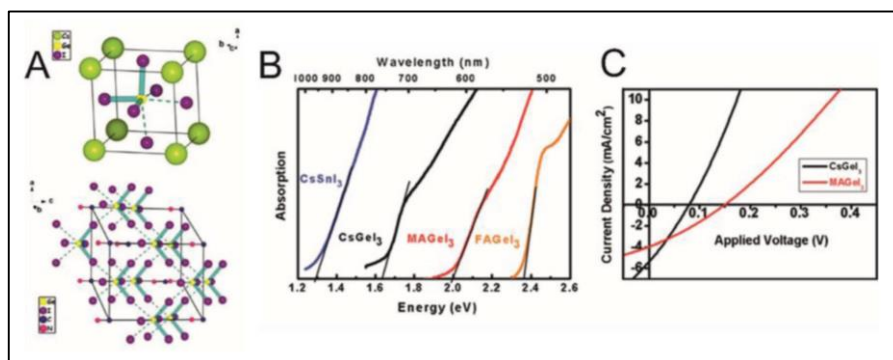 A
Cs
Ge
I
a
b
c
a
c
b
Ge
I
C
N
B
Wavelength (nm)
1000 900 800 700 600 500
Absorption
CsSnI3
CsGeI3
MAGeI3
FAGeI3
1.2 1.4 1.6 1.8 2.0 2.2 2.4 2.6
Energy (eV)
C
Current Density (mA/cm2)
10
8
6
4
2
0
-2
-4
-6
CsGeI3
MAGeI3
Applied Voltage (V)
0.0 0.1 0.2 0.3 0.4